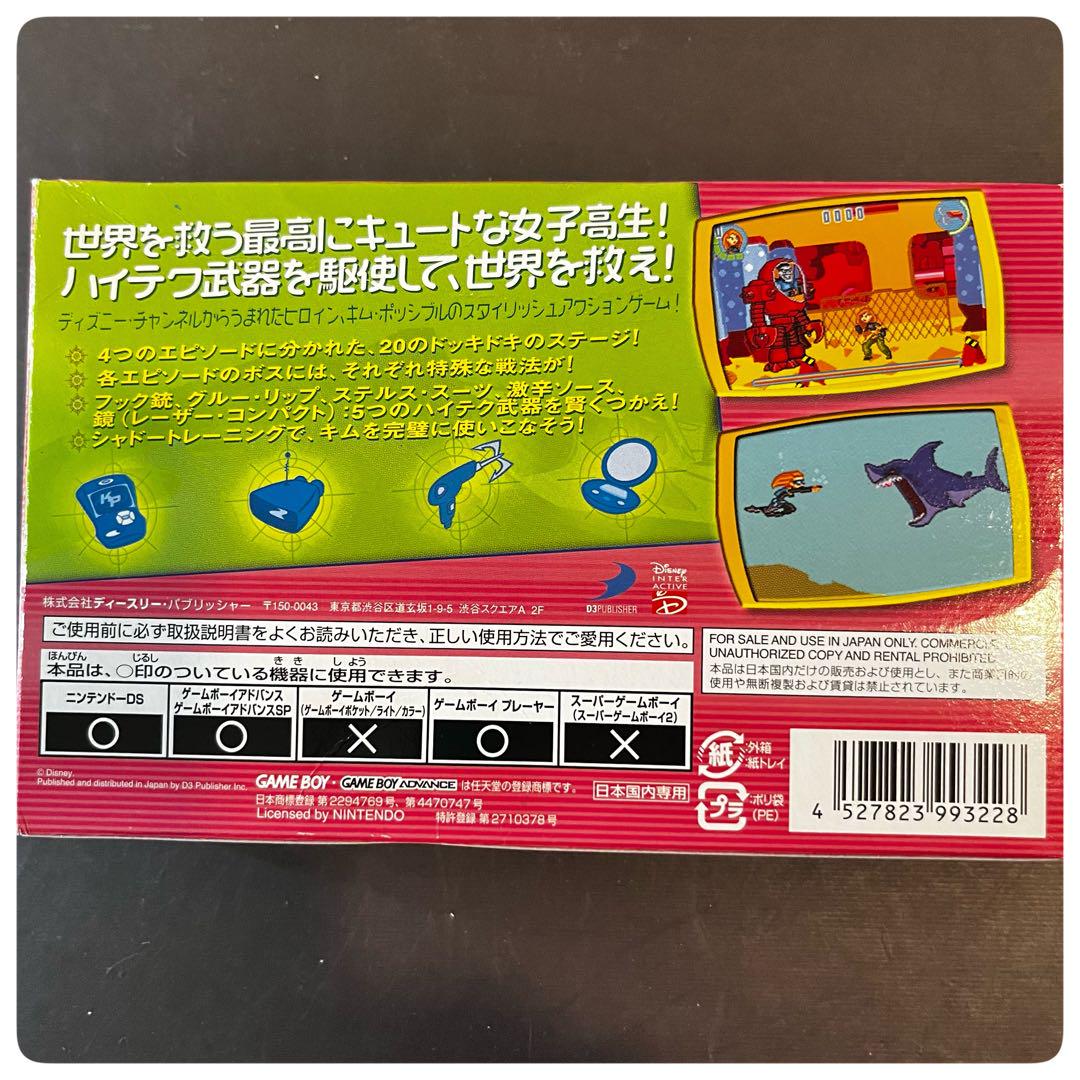 世界を救う最高にキュートな女子高生！
ハイテク武器を駆使して、世界を救え！
ディズニー・チャンネルからうまれたヒロイン、キム・ポッシブルのスタイリッシュアクションゲーム！
4つのエピソードに分かれた、20のドッキドキのステージ！
各エピソードのボスには、それぞれ特殊な戦法が！
フック銃、グルー・リップ、ステルス・スーツ、激辛ソース、
鏡（レーザー・コンパクト）：5つのハイテク武器を賢くつかえ！
シャドートレーニングで、キムを完璧に使いこなそう！
KP
Z
0000
D3PUBLISHER
Disney
INTER
ACTIVE
株式会社ディースリー・パブリッシャー 〒150-0043 東京都渋谷区道玄坂1-9-5 渋谷スクエアA 2F
ご使用前に必ず取扱説明書をよくお読みいただき、正しい使用方法でご愛用ください。
ほんぴん しるし きき しよう
本品は、○印のついている機器に使用できます。
ニンテンドーDS
○
ゲームボーイアドバンス
ゲームボーイアドバンスSP
○
ゲームボーイ
（ゲームボーイポケット／ライト／カラー）
×
ゲームボーイ プレーヤー
○
スーパーゲームボーイ
（スーパーゲームボーイ2）
×
FOR SALE AND USE IN JAPAN ONLY. COMMERCIAL
UNAUTHORIZED COPY AND RENTAL PROHIBITED.
本品は日本国内だけの販売および使用とし、また商業目的の
使用や無断複製および賃貸は禁止されています。
© Disney.
Published and distributed in Japan by D3 Publisher Inc.
GAME BOY・GAME BOY ADVANCE は任天堂の登録商標です。
日本商標登録 第2294769号、第4470747号
Licensed by NINTENDO 特許登録 第2710378号
日本国内専用
紙
外箱
紙トレイ
プラ
ポリ袋
(PE)
4 527823 993228